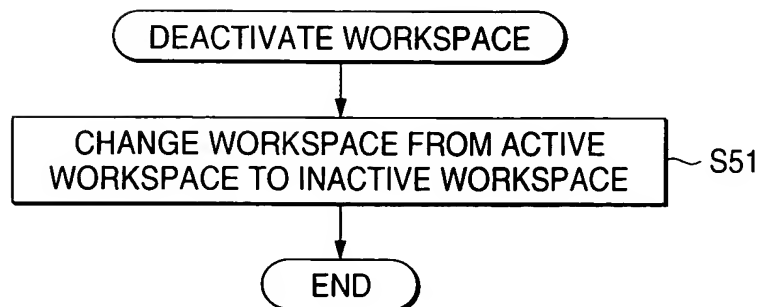 DEACTIVATE WORKSPACE
CHANGE WORKSPACE FROM ACTIVE
WORKSPACE TO INACTIVE WORKSPACE
S51
END